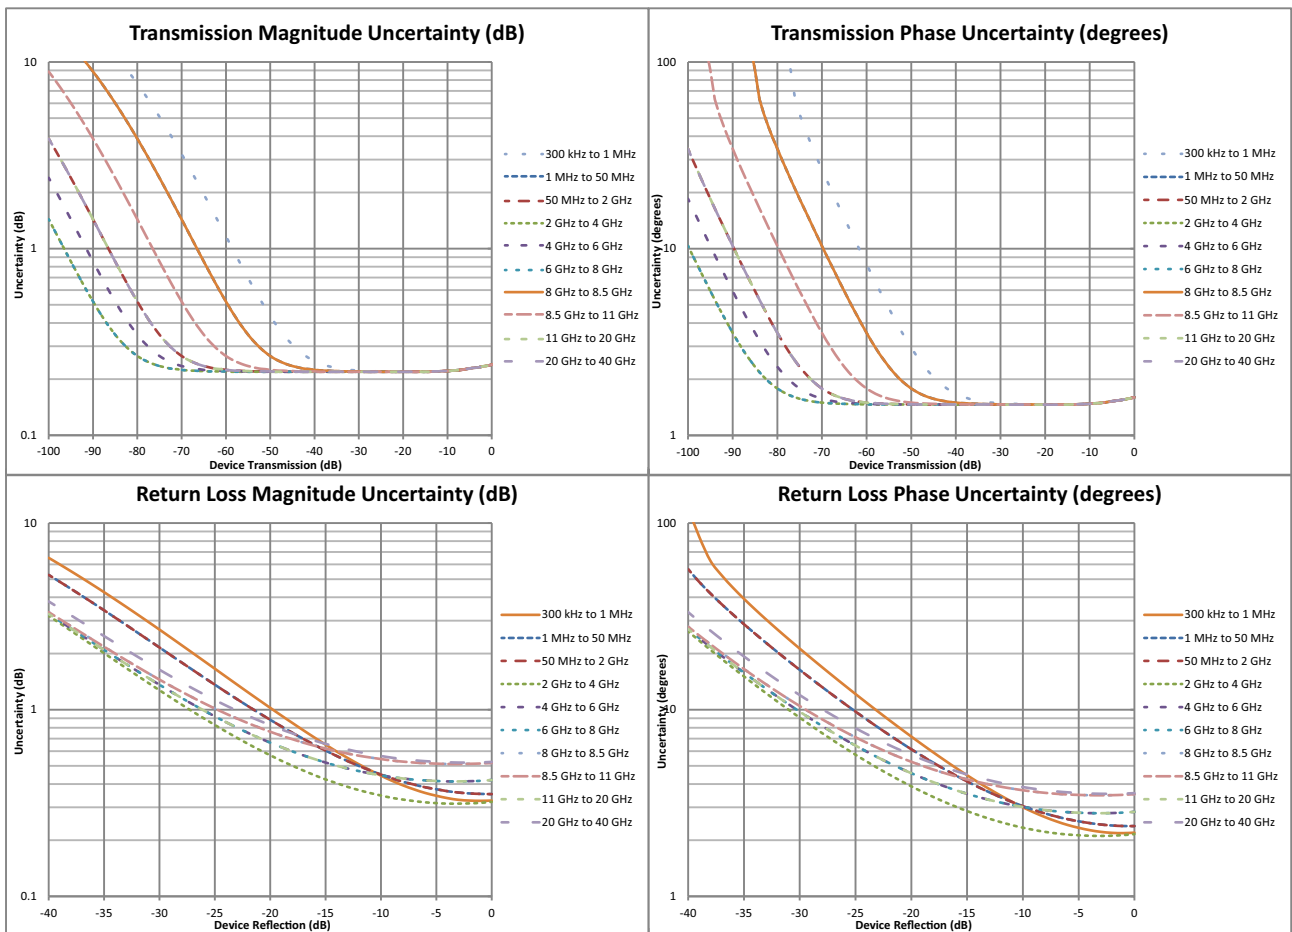 Transmission Magnitude Uncertainty (dB)
10
1
0.1
Uncertainty (dB)
-100 -90 -80 -70 -60 -50 -40 -30 -20 -10 0
Device Transmission (dB)
300 kHz to 1 MHz
1 MHz to 50 MHz
50 MHz to 2 GHz
2 GHz to 4 GHz
4 GHz to 6 GHz
6 GHz to 8 GHz
8 GHz to 8.5 GHz
8.5 GHz to 11 GHz
11 GHz to 20 GHz
20 GHz to 40 GHz
Transmission Phase Uncertainty (degrees)
100
10
1
Uncertainty (degrees)
-100 -90 -80 -70 -60 -50 -40 -30 -20 -10 0
Device Transmission (dB)
300 kHz to 1 MHz
1 MHz to 50 MHz
50 MHz to 2 GHz
2 GHz to 4 GHz
4 GHz to 6 GHz
6 GHz to 8 GHz
8 GHz to 8.5 GHz
8.5 GHz to 11 GHz
11 GHz to 20 GHz
20 GHz to 40 GHz
Return Loss Magnitude Uncertainty (dB)
10
1
0.1
Uncertainty (dB)
-40 -35 -30 -25 -20 -15 -10 -5 0
Device Reflection (dB)
300 kHz to 1 MHz
1 MHz to 50 MHz
50 MHz to 2 GHz
2 GHz to 4 GHz
4 GHz to 6 GHz
6 GHz to 8 GHz
8 GHz to 8.5 GHz
8.5 GHz to 11 GHz
11 GHz to 20 GHz
20 GHz to 40 GHz
Return Loss Phase Uncertainty (degrees)
100
10
1
Uncertainty (degrees)
-40 -35 -30 -25 -20 -15 -10 -5 0
Device Reflection (dB)
300 kHz to 1 MHz
1 MHz to 50 MHz
50 MHz to 2 GHz
2 GHz to 4 GHz
4 GHz to 6 GHz
6 GHz to 8 GHz
8 GHz to 8.5 GHz
8.5 GHz to 11 GHz
11 GHz to 20 GHz
20 GHz to 40 GHz